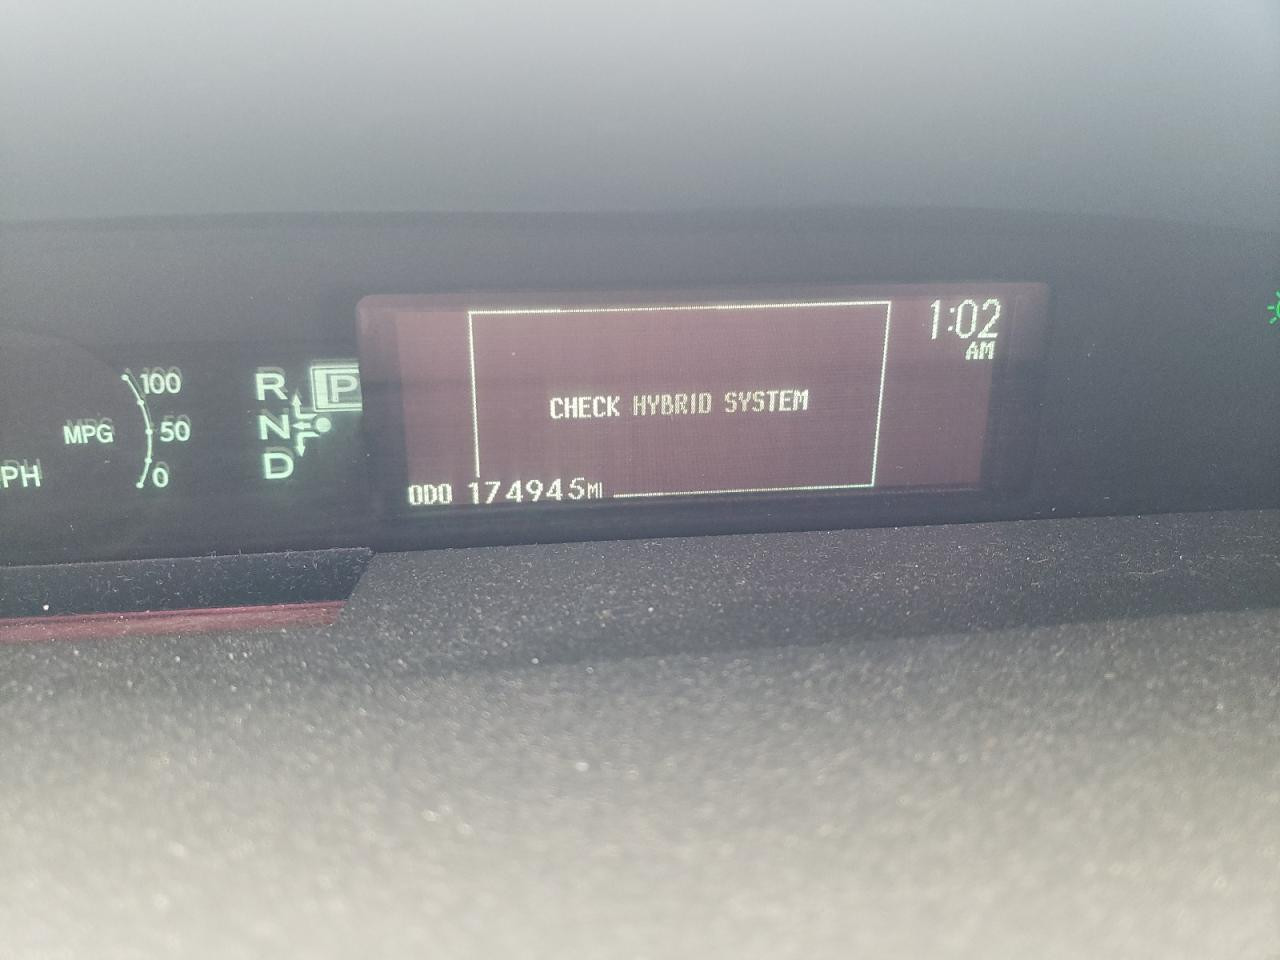 100
MPG
50
PH
0
R
P
N
D
CHECK HYBRID SYSTEM
1:02
AM
ODO 174945MI